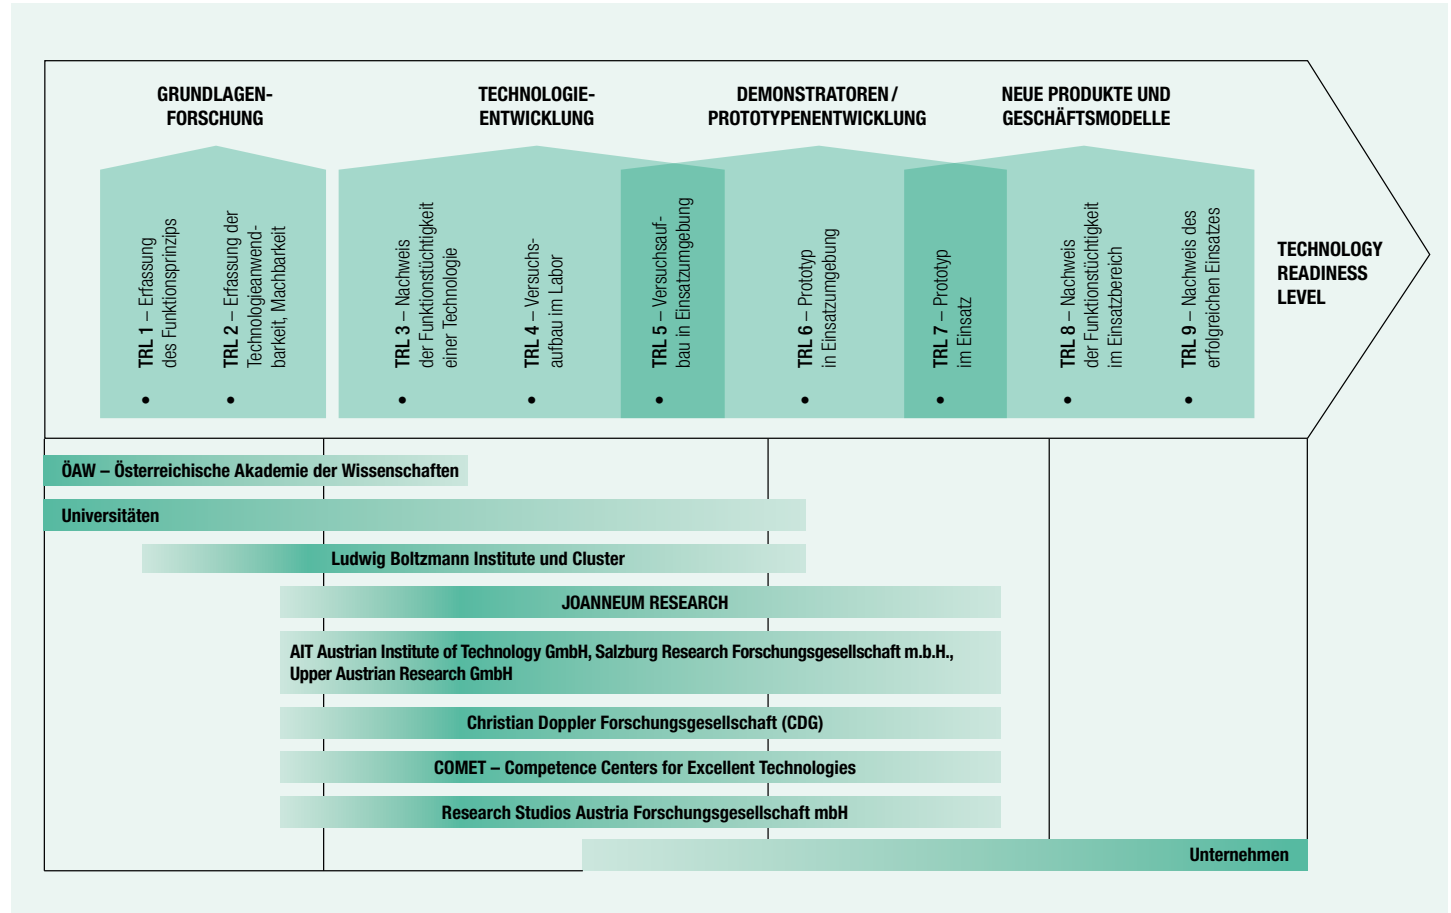 GRUNDLAGEN-
FORSCHUNG
TECHNOLOGIE-
ENTWICKLUNG
DEMONSTRATOREN/
PROTOTYPENENTWICKLUNG
NEUE PRODUKTE UND
GESCHÄFTSMODELLE
TRL 1 – Erfassung
des Funktionsprinzips
TRL 2 – Erfassung der
Technologieanwend-
barkeit, Machbarkeit
TRL 3 – Nachweis
der Funktionstüchtigkeit
einer Technologie
TRL 4 – Versuchs-
aufbau im Labor
TRL 5 – Versuchsauf-
bau in Einsatzumgebung
TRL 6 – Prototyp
in Einsatzumgebung
TRL 7 – Prototyp
im Einsatz
TRL 8 – Nachweis
der Funktionstüchtigkeit
im Einsatzbereich
TRL 9 – Nachweis des
erfolgreichen Einsatzes
TECHNOLOGY
READINESS
LEVEL
ÖAW – Österreichische Akademie der Wissenschaften
Universitäten
Ludwig Boltzmann Institute und Cluster
JOANNEUM RESEARCH
AIT Austrian Institute of Technology GmbH, Salzburg Research Forschungsgesellschaft m.b.H.,
Upper Austrian Research GmbH
Christian Doppler Forschungsgesellschaft (CDG)
COMET – Competence Centers for Excellent Technologies
Research Studios Austria Forschungsgesellschaft mbH
Unternehmen